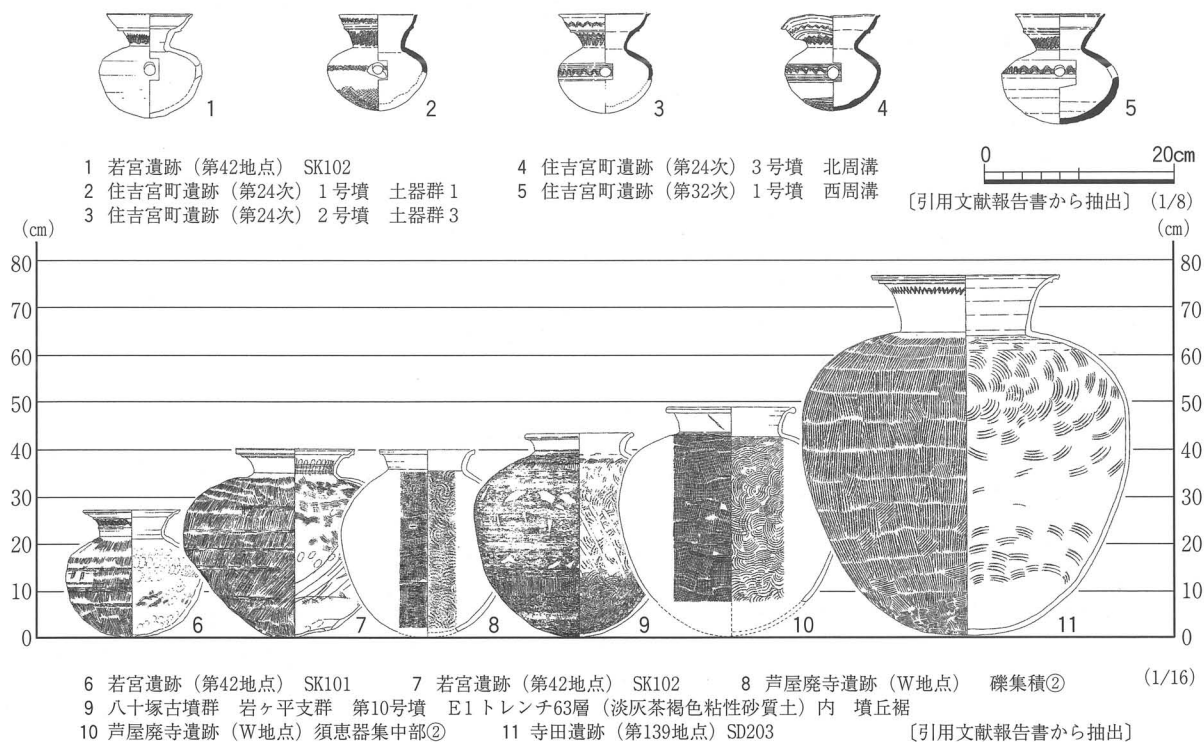 1 2 3 4 5
1 若宮遺跡（第42地点） SK102
2 住吉宮町遺跡（第24次）1号墳 土器群1
3 住吉宮町遺跡（第24次）2号墳 土器群3
4 住吉宮町遺跡（第24次）3号墳 北周溝
5 住吉宮町遺跡（第32次）1号墳 西周溝
0 20cm
〔引用文献報告書から抽出〕 (1/8)
(cm) (cm)
80 80
70 70
60 60
50 50
40 40
30 30
20 20
10 10
0 0
6 7 8 9 10 11
(1/16)
6 若宮遺跡（第42地点） SK101 7 若宮遺跡（第42地点） SK102 8 芦屋廃寺遺跡（W地点） 礫集積②
9 八十塚古墳群 岩ヶ平支群 第10号墳 E1トレンチ63層（淡灰茶褐色粘性砂質土）内 墳丘裾
10 芦屋廃寺遺跡（W地点）須恵器集中部② 11 寺田遺跡（第139地点）SD203 〔引用文献報告書から抽出〕